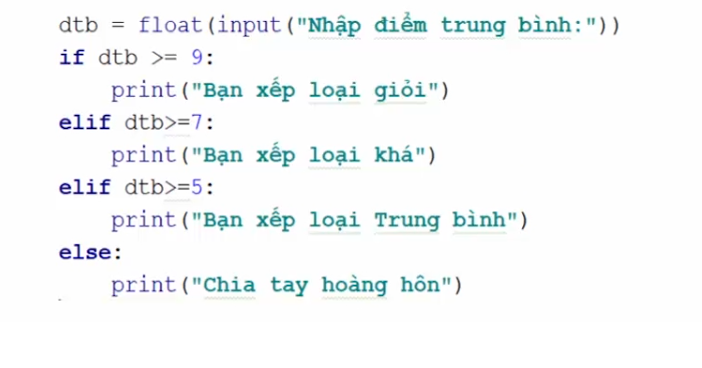 dtb = float(input("Nhập điểm trung bình:"))
if dtb >= 9:
    print("Bạn xếp loại giỏi")
elif dtb>=7:
    print("Bạn xếp loại khá")
elif dtb>=5:
    print("Bạn xếp loại Trung bình")
else:
    print("Chia tay hoàng hôn")